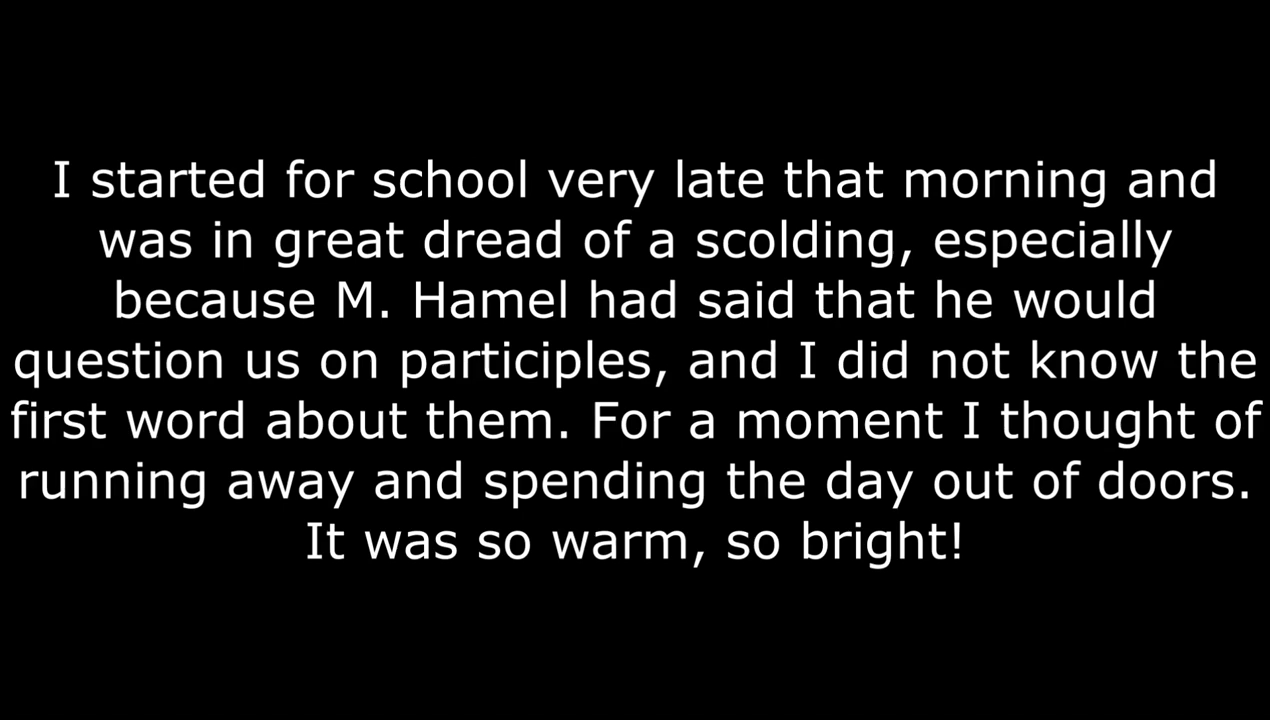 I started for school very late that morning and
was in great dread of a scolding, especially
because M. Hamel had said that he would
question us on participles, and I did not know the
first word about them. For a moment I thought of
running away and spending the day out of doors.
It was so warm, so bright!